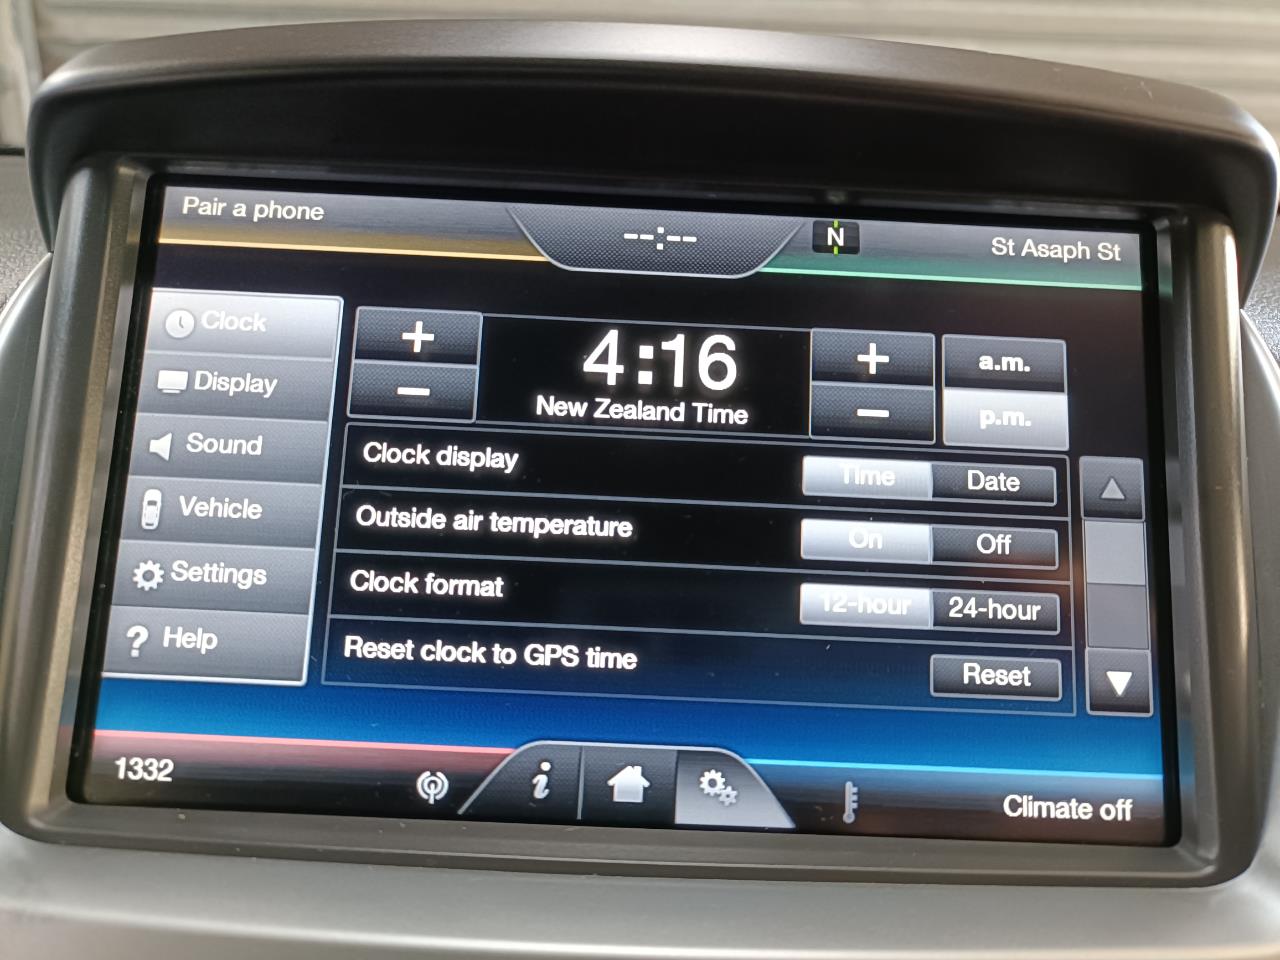 Pair a phone
--:--
N
St Asaph St
Clock
Display
Sound
Vehicle
Settings
Help
+
+
a.m.
4:16
−
−
p.m.
New Zealand Time
Clock display
Time
Date
Outside air temperature
On
Off
Clock format
12-hour
24-hour
Reset clock to GPS time
Reset
1332
i
Climate off